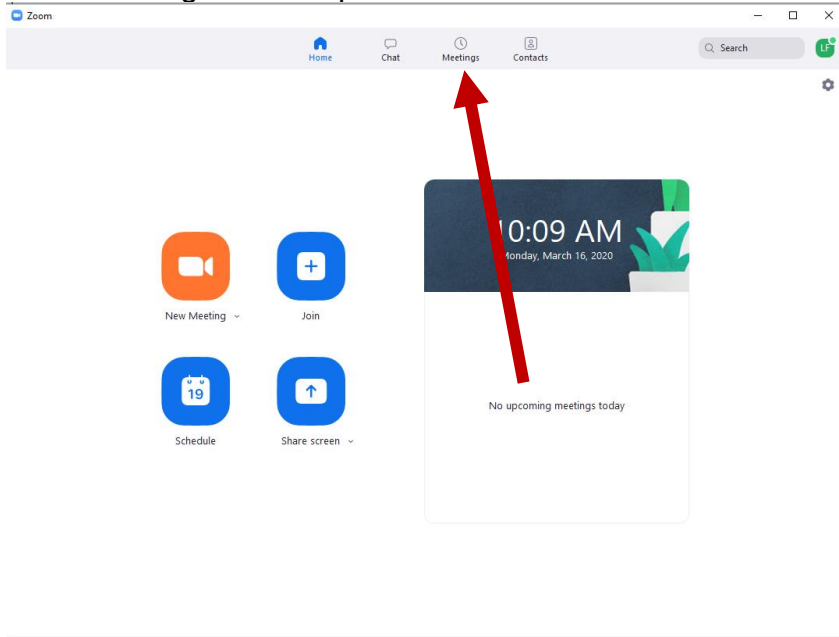 Zoom
Home Chat Meetings Contacts
Search
LF
10:09 AM
Monday, March 16, 2020
New Meeting Join
19
Schedule Share screen
No upcoming meetings today